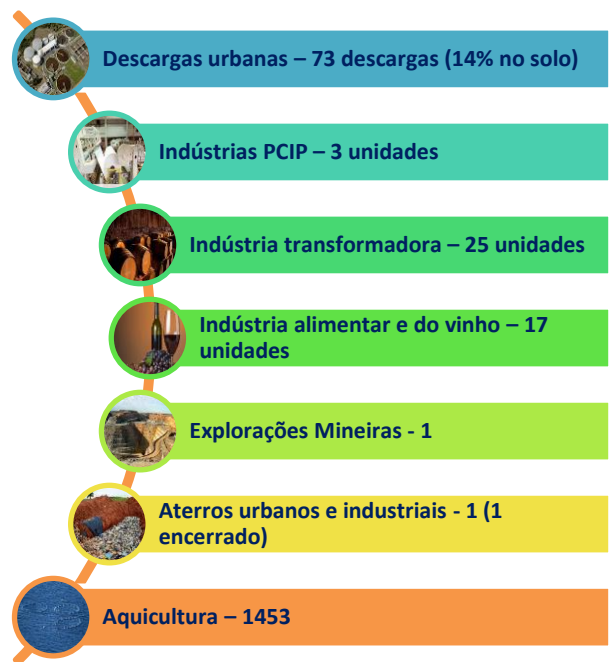 Descargas urbanas – 73 descargas (14% no solo)
Indústrias PCIP – 3 unidades
Indústria transformadora – 25 unidades
Indústria alimentar e do vinho – 17
unidades
Explorações Mineiras - 1
Aterros urbanos e industriais - 1 (1
encerrado)
Aquicultura – 1453